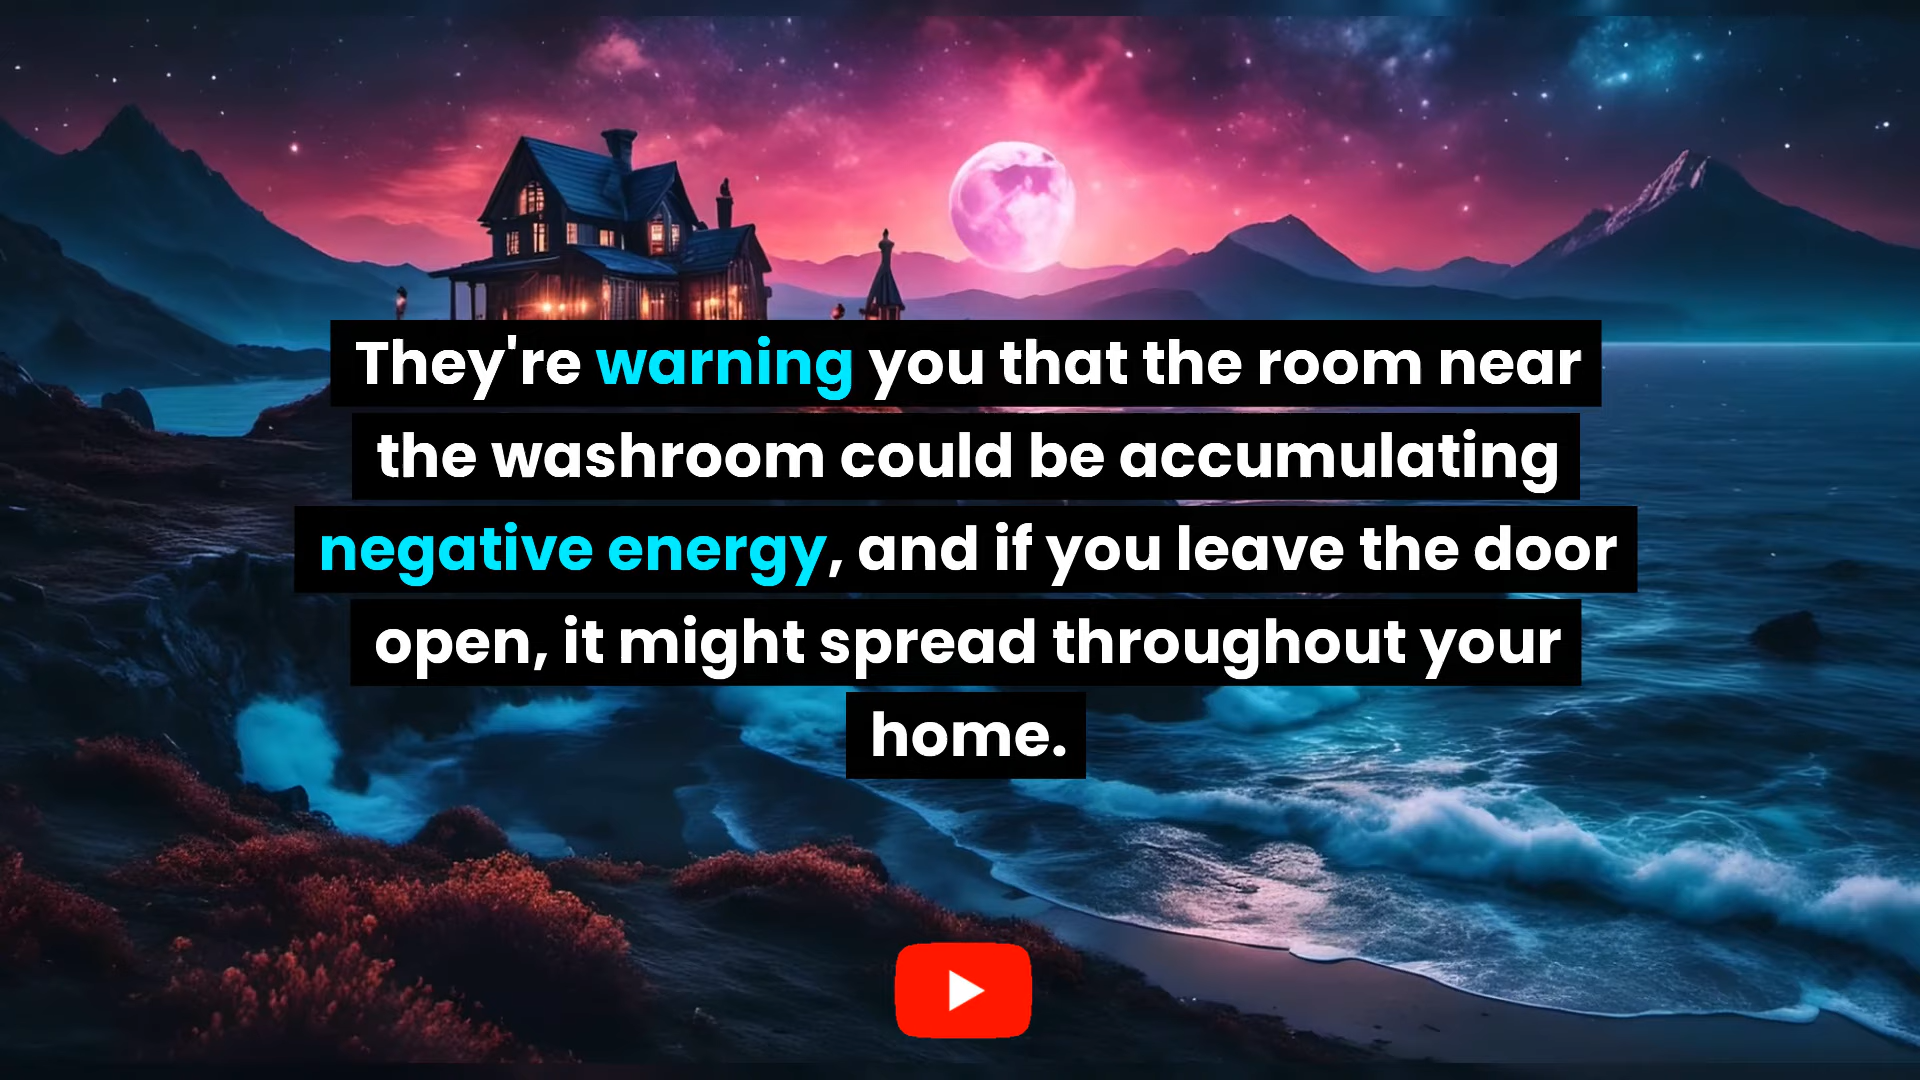 They're warning you that the room near
the washroom could be accumulating
negative energy, and if you leave the door
open, it might spread throughout your
home.